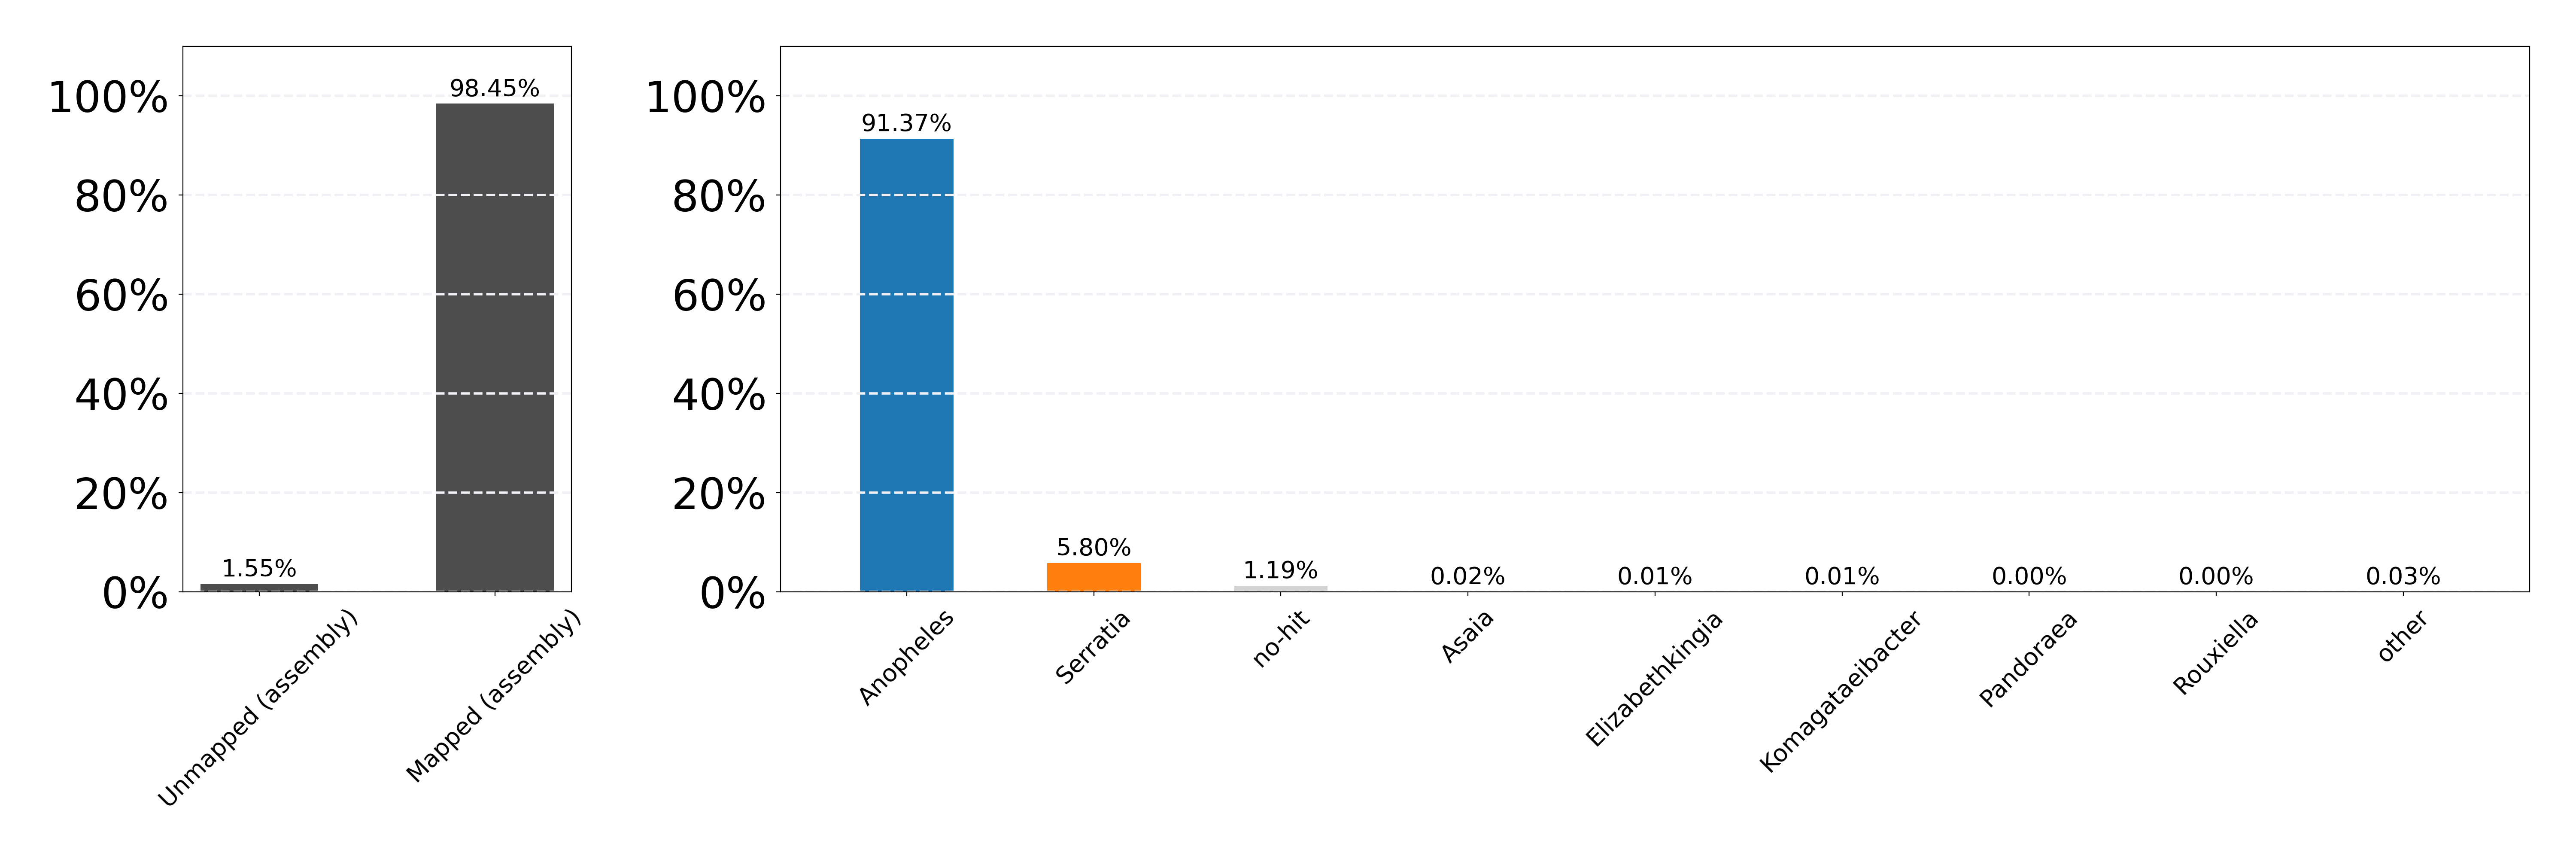 100%
80%
60%
40%
20%
0%
1.55%
98.45%
Unmapped (assembly)
Mapped (assembly)
100%
80%
60%
40%
20%
0%
91.37%
5.80%
1.19%
0.02%
0.01%
0.01%
0.00%
0.00%
0.03%
Anopheles
Serratia
no-hit
Asaia
Elizabethkingia
Komagataeibacter
Pandoraea
Rouxiella
other